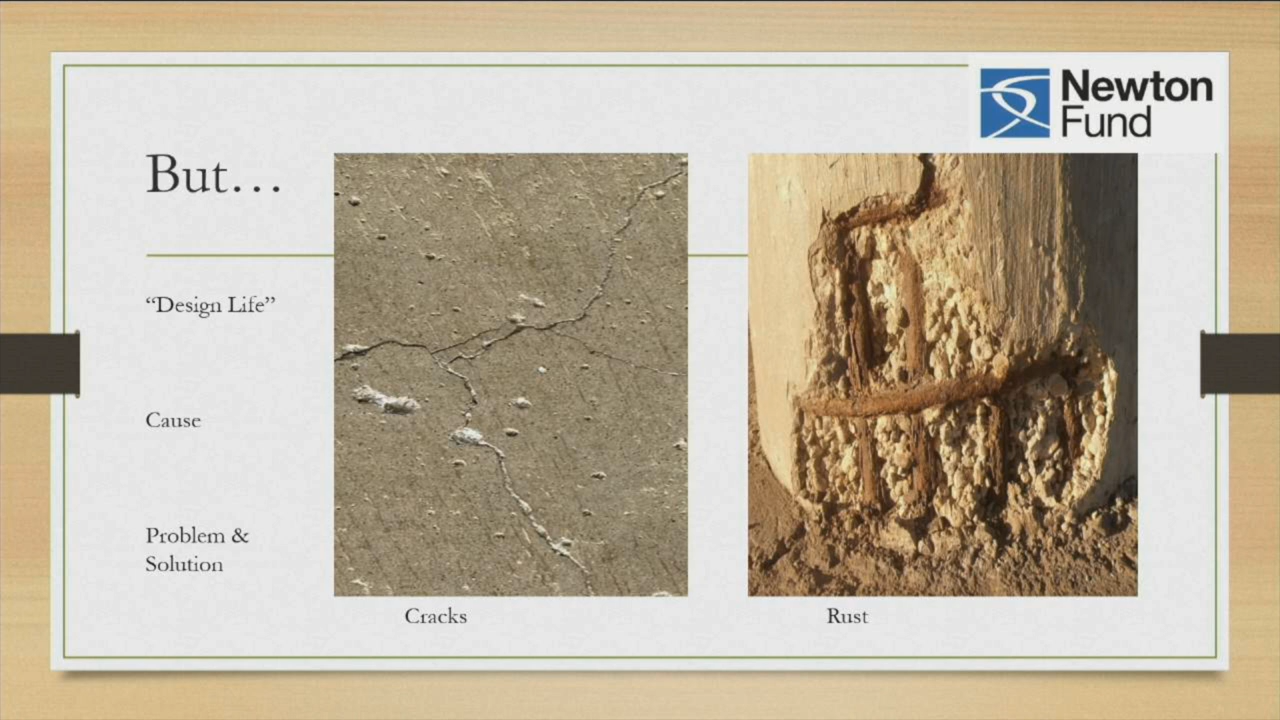 Newton
Fund
But…
“Design Life”
Cause
Problem &
Solution
Cracks
Rust